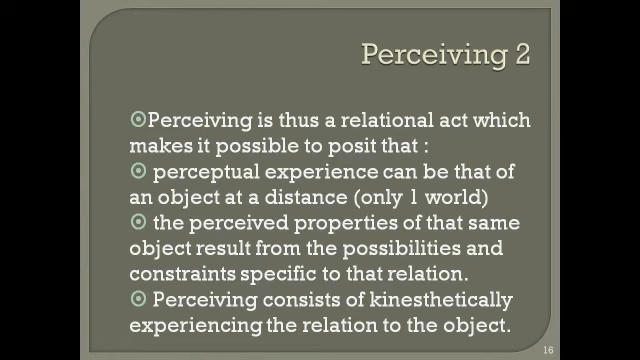 Perceiving 2
Perceiving is thus a relational act which
makes it possible to posit that :
perceptual experience can be that of
an object at a distance (only 1 world)
the perceived properties of that same
object result from the possibilities and
constraints specific to that relation.
Perceiving consists of kinesthetically
experiencing the relation to the object.
16